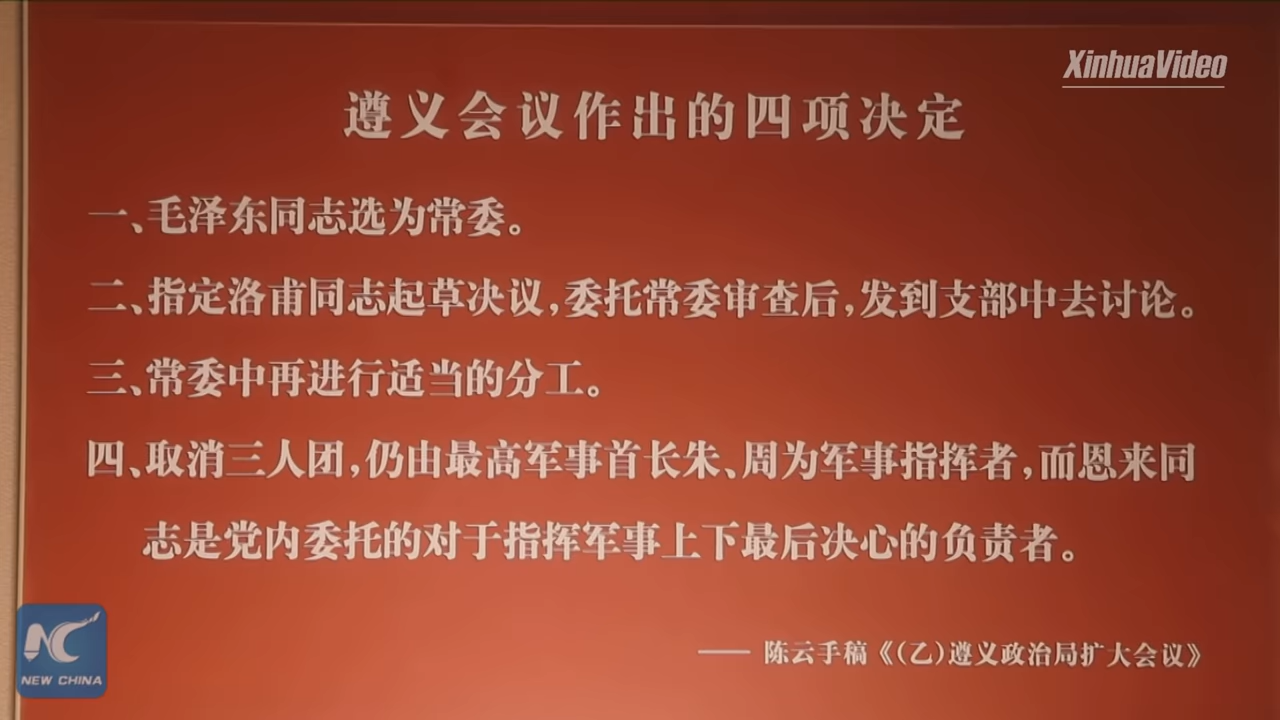 XinhuaVideo
遵义会议作出的四项决定
一、毛泽东同志选为常委。
二、指定洛甫同志起草决议,委托常委审查后,发到支部中去讨论。
三、常委中再进行适当的分工。
四、取消三人团,仍由最高军事首长朱、周为军事指挥者,而恩来同
志是党内委托的对于指挥军事上下最后决心的负责者。
—— 陈云手稿《(乙)遵义政治局扩大会议》
NC
NEW CHINA